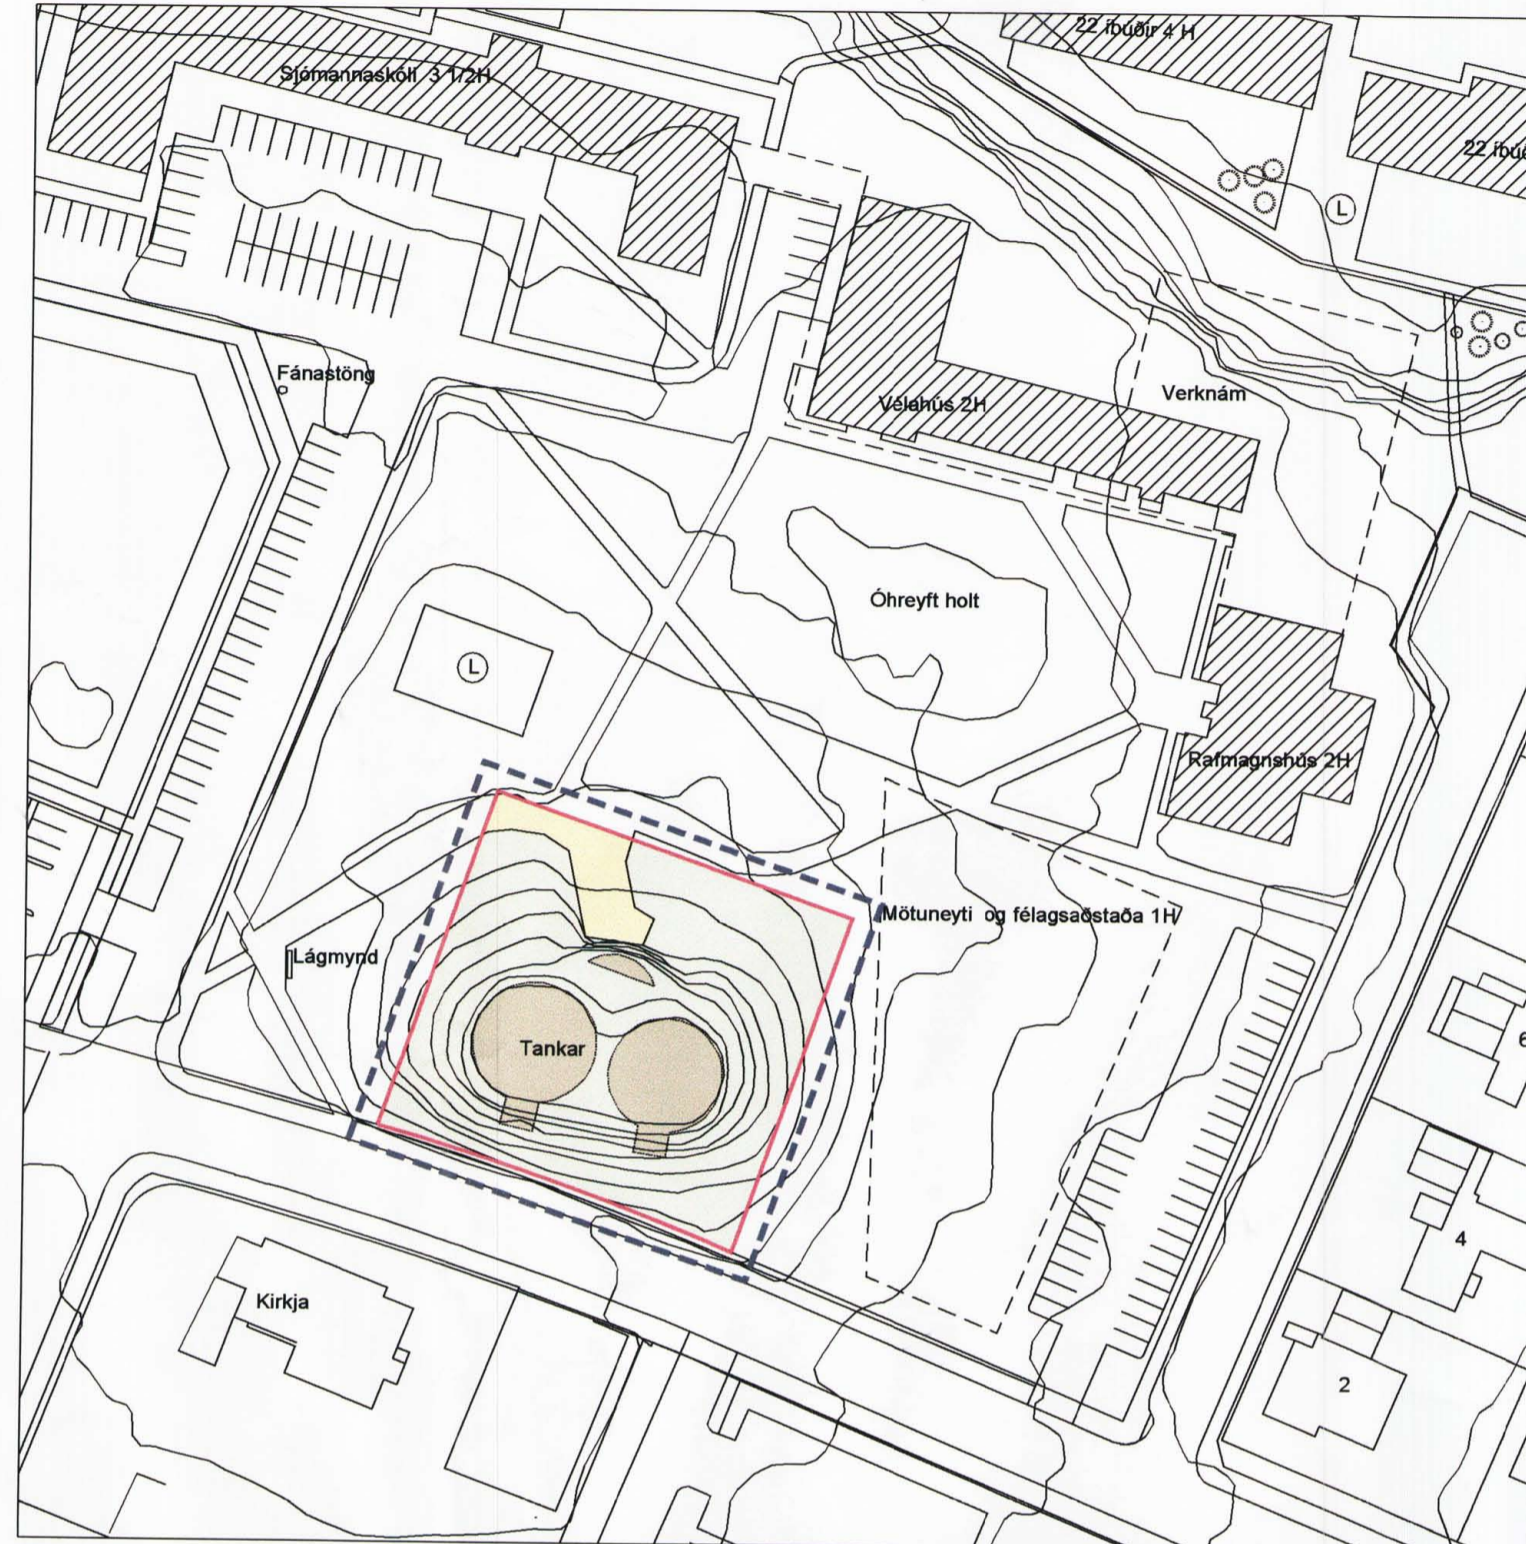 22 íbúðir 4 H
Sjómannaskóli 3 1/2H
22 íbúð
L
Fánastöng
Vélahús 2H
Verknám
Óhreyft holt
L
Rafmagnshús 2H
Mötuneyti og félagsaðstaða 1H
Lágmynd
Tankar
6
4
Kirkja
2